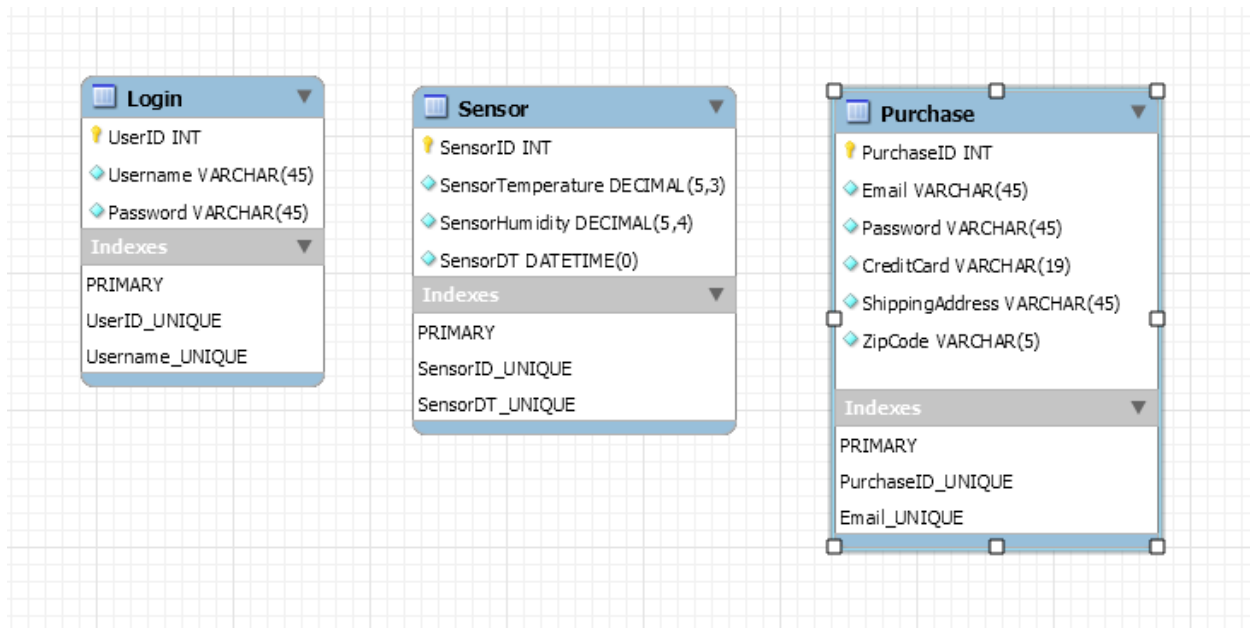 Login
UserID INT
Username VARCHAR(45)
Password VARCHAR(45)
Indexes
PRIMARY
UserID_UNIQUE
Username_UNIQUE
Sensor
SensorID INT
SensorTemperature DECIMAL(5,3)
SensorHumidity DECIMAL(5,4)
SensorDT DATETIME(0)
Indexes
PRIMARY
SensorID_UNIQUE
SensorDT_UNIQUE
Purchase
PurchaseID INT
Email VARCHAR(45)
Password VARCHAR(45)
CreditCard VARCHAR(19)
ShippingAddress VARCHAR(45)
ZipCode VARCHAR(5)
Indexes
PRIMARY
PurchaseID_UNIQUE
Email_UNIQUE